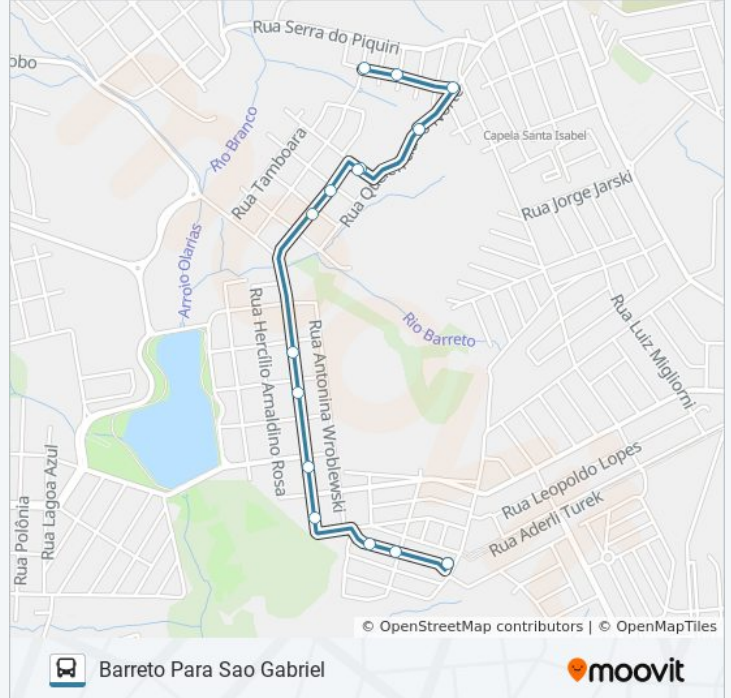 Rua Serra do Piquiri
obo
Rio Branco
Capela Santa Isabel
Rua Tamboara
Rua Jorge Jarski
Arroio Olarias
Rio Barreto
Rua Luiz Migliorni
Rua Hercílio Arnaldino Rosa
Rua Antonina Wroblewski
Rua Leopoldo Lopes
Rua Lagoa Azul
Rua Polônia
Rua Aderli Turek
© OpenStreetMap contributors | © OpenMapTiles
Barreto Para Sao Gabriel
moovit